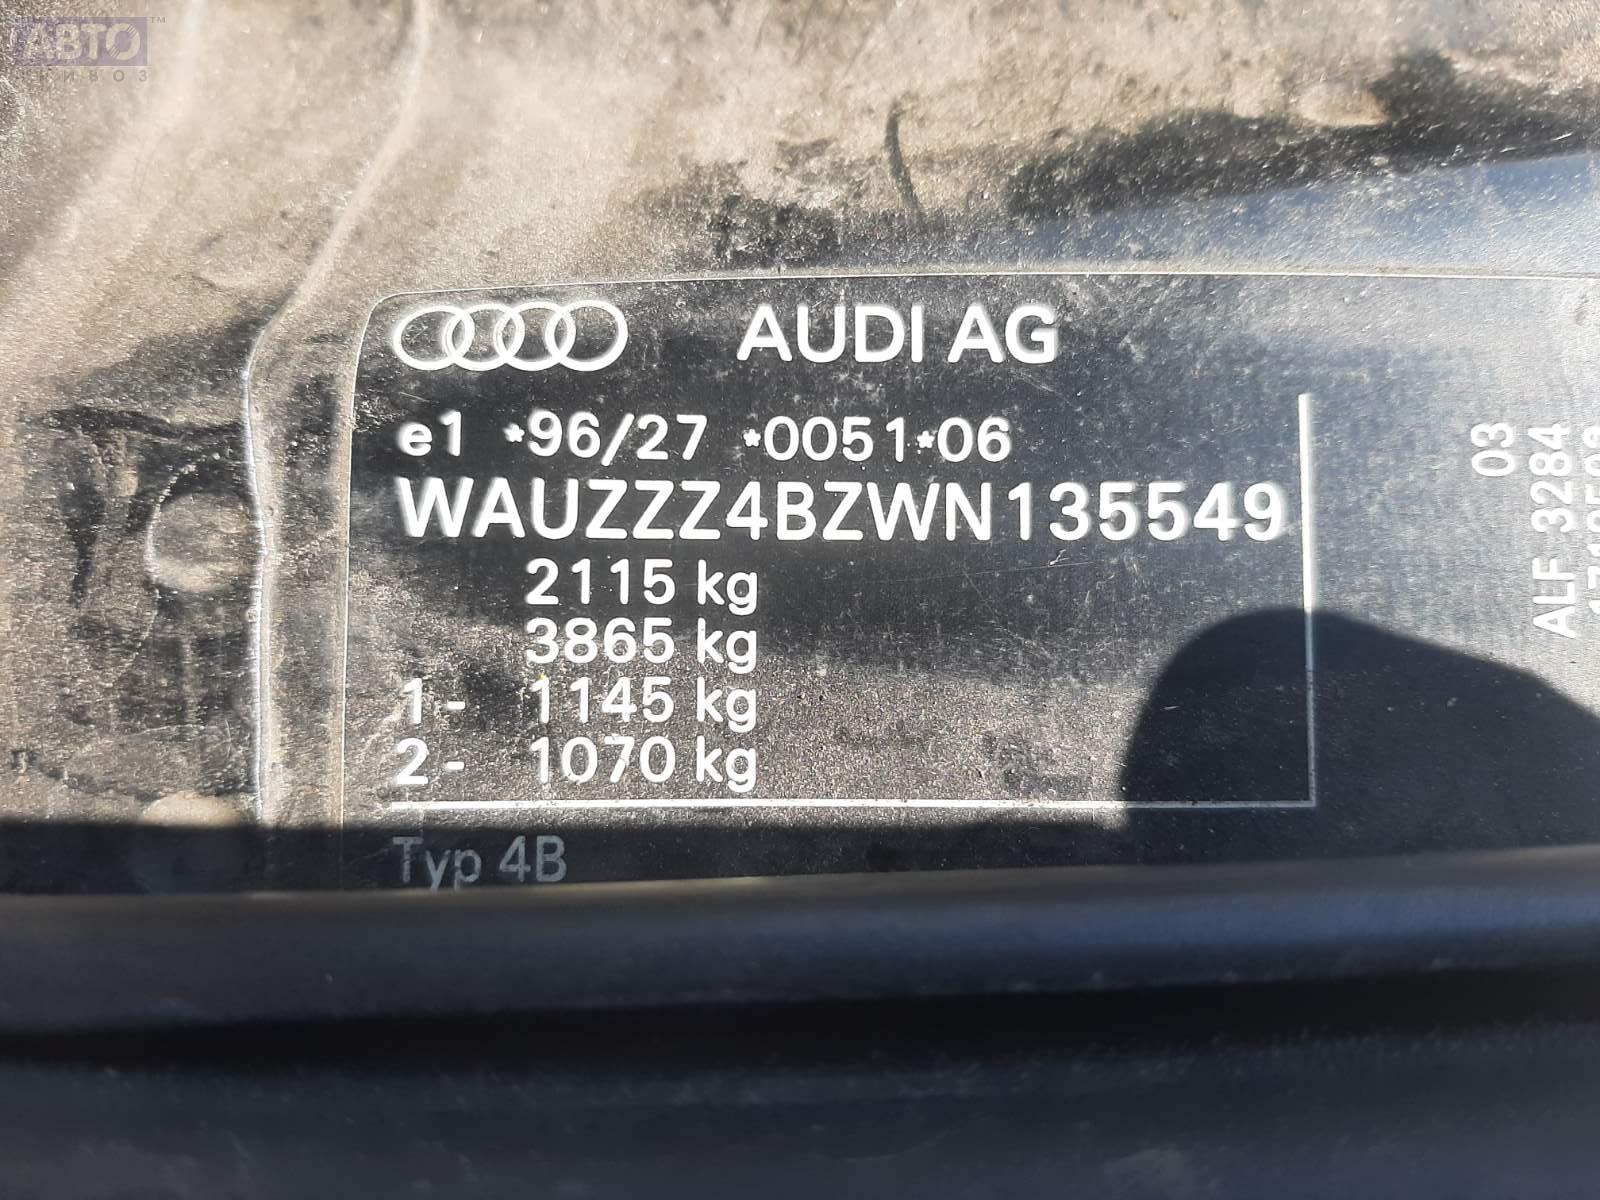 АВТО
ПРИВОЗ
AUDI AG
e1 *96/27 *0051*06
WAUZZZ4BZWN135549
2115 kg
3865 kg
1- 1145 kg
2- 1070 kg
Typ 4B
03
ALF 3284